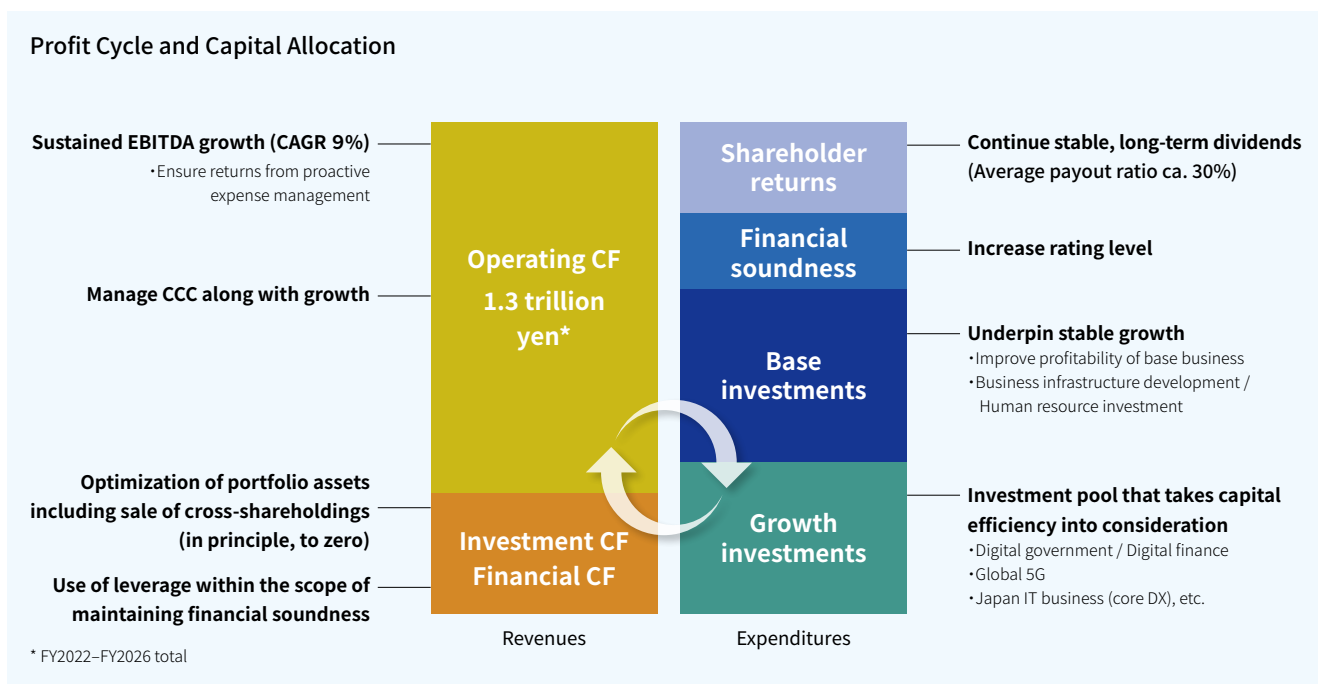 Profit Cycle and Capital Allocation
Sustained EBITDA growth (CAGR 9%)
・Ensure returns from proactive
expense management
Manage CCC along with growth
Optimization of portfolio assets
including sale of cross-shareholdings
(in principle, to zero)
Use of leverage within the scope of
maintaining financial soundness
Operating CF
1.3 trillion
yen*
Investment CF
Financial CF
Revenues
Shareholder
returns
Financial
soundness
Base
investments
Growth
investments
Expenditures
Continue stable, long-term dividends
(Average payout ratio ca. 30%)
Increase rating level
Underpin stable growth
・Improve profitability of base business
・Business infrastructure development /
Human resource investment
Investment pool that takes capital
efficiency into consideration
・Digital government / Digital finance
・Global 5G
・Japan IT business (core DX), etc.
* FY2022–FY2026 total